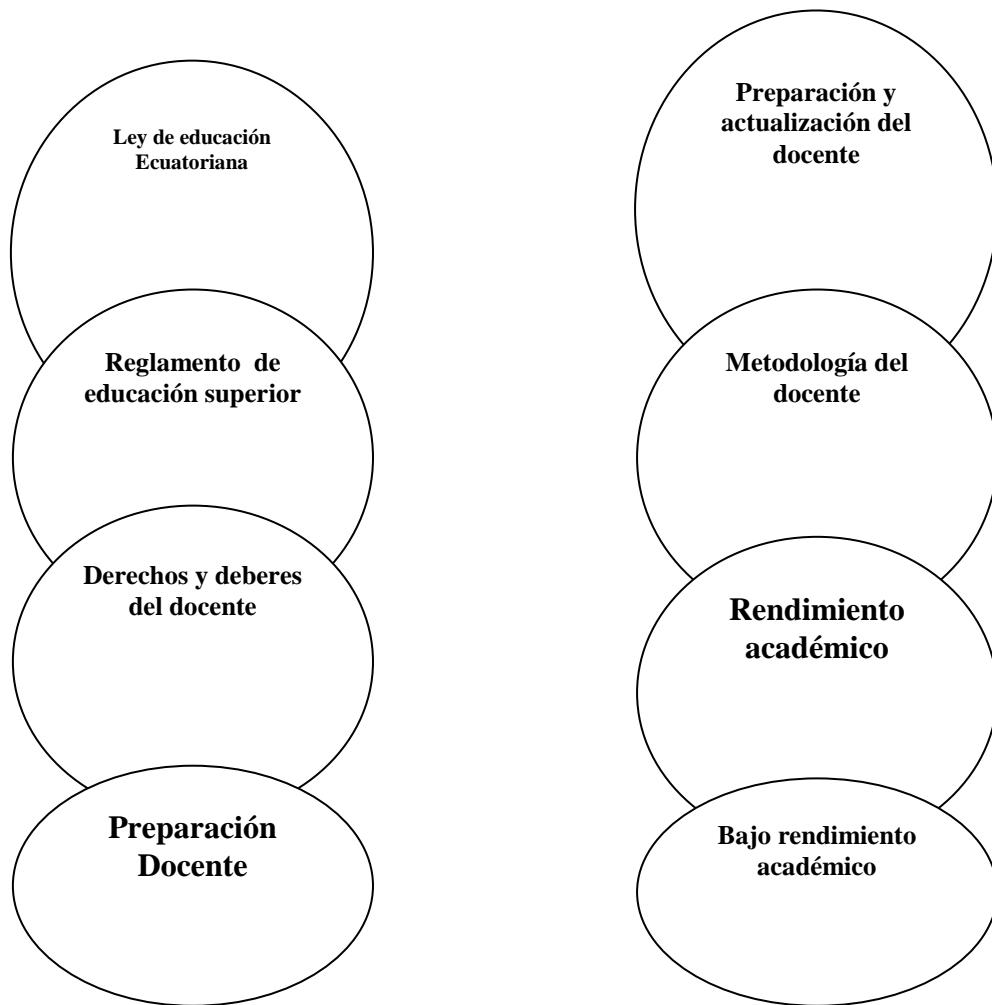 Ley de educación
Ecuatoriana
Reglamento de
educación superior
Derechos y deberes
del docente
Preparación
Docente
Preparación y
actualización del
docente
Metodología del
docente
Rendimiento
académico
Bajo rendimiento
académico